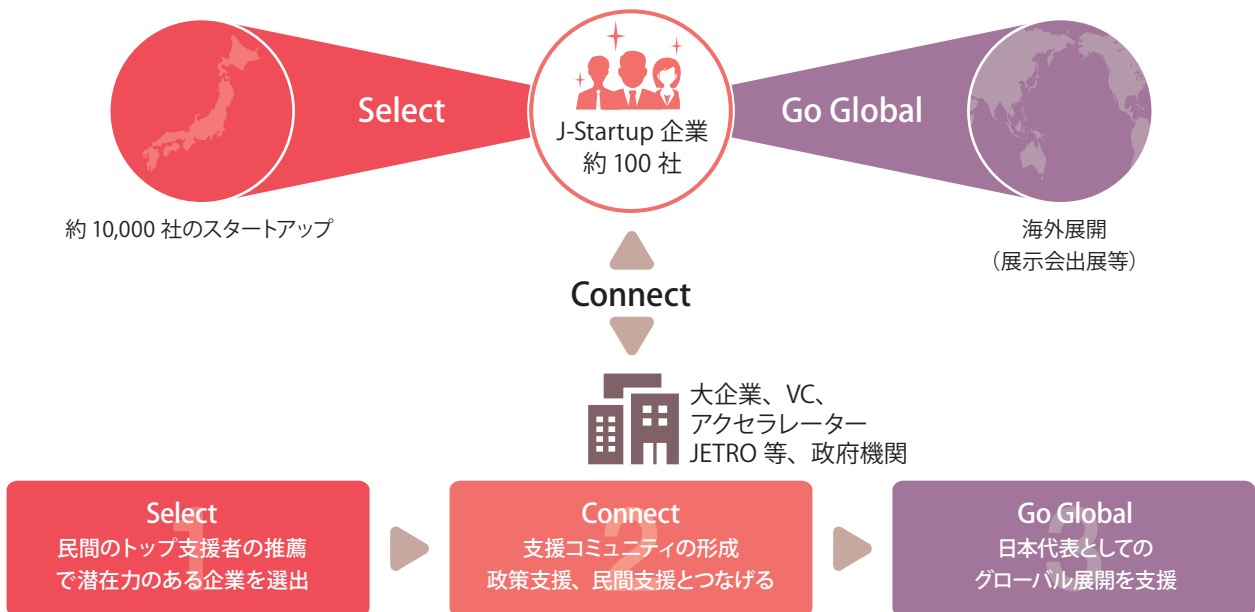 Select
J-Startup 企業
約 100 社
Go Global
約 10,000 社のスタートアップ
海外展開
（展示会出展等）
Connect
大企業、VC、
アクセラレーター
JETRO 等、政府機関
1
Select
民間のトップ支援者の推薦
で潜在力のある企業を選出
2
Connect
支援コミュニティの形成
政策支援、民間支援とつなげる
3
Go Global
日本代表としての
グローバル展開を支援